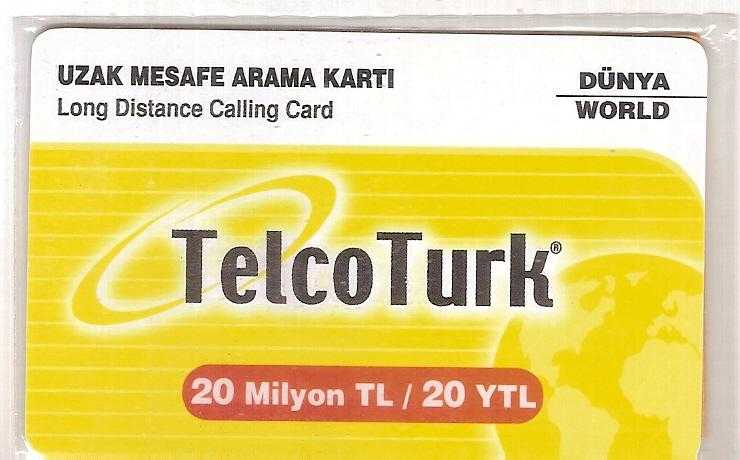 UZAK MESAFE ARAMA KARTI
Long Distance Calling Card
DÜNYA
WORLD
TelcoTurk®
20 Milyon TL / 20 YTL